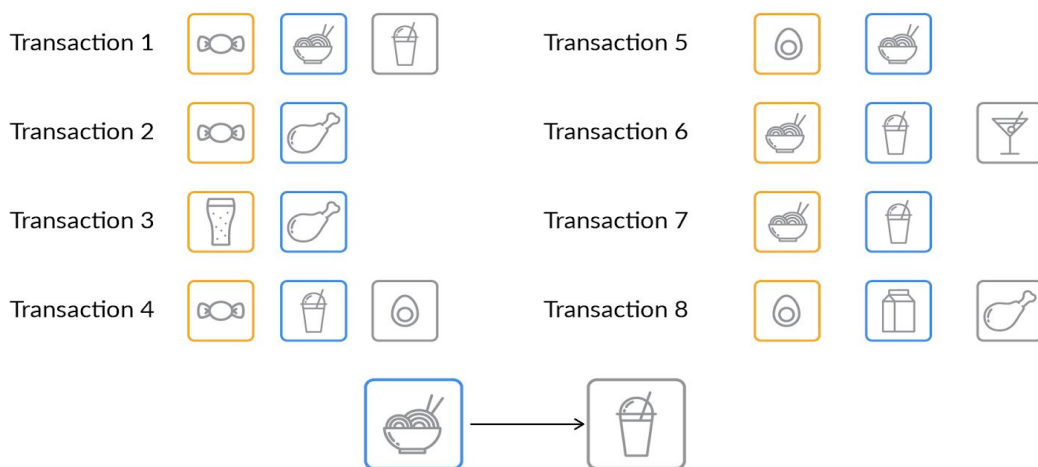 Transaction 1
Transaction 2
Transaction 3
Transaction 4
Transaction 5
Transaction 6
Transaction 7
Transaction 8